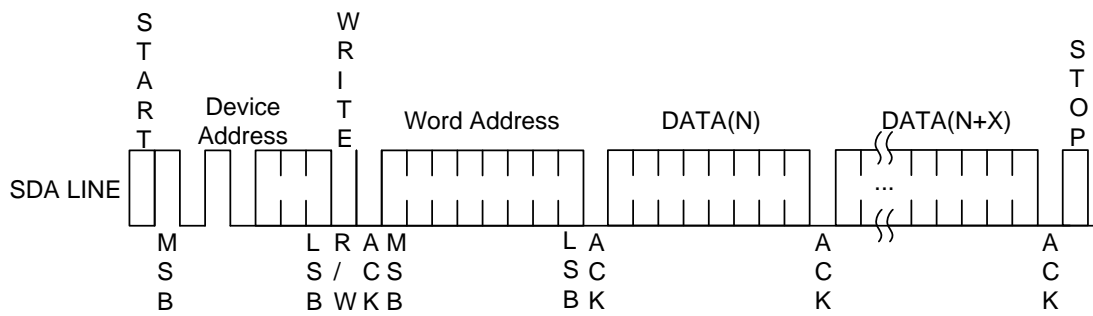 START
WRITE
STOP
Device
Address
Word Address
DATA(N)
DATA(N+X)
SDA LINE
...
MSB
LSB
R/W
ACK
MSB
LSB
ACK
ACK
ACK